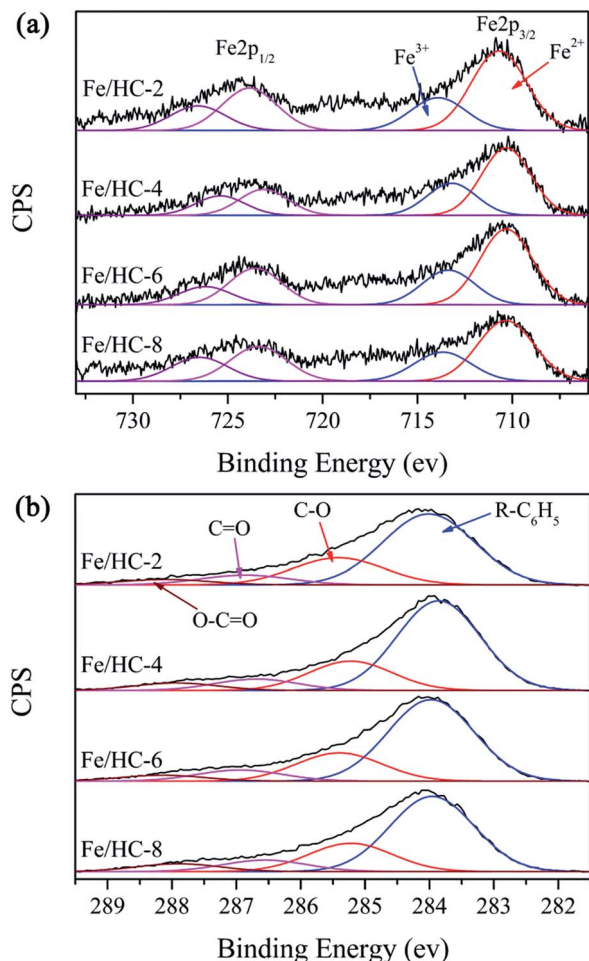 (a)
Fe2p1/2
Fe2p3/2
Fe3+
Fe2+
Fe/HC-2
Fe/HC-4
Fe/HC-6
Fe/HC-8
CPS
730 725 720 715 710
Binding Energy (ev)
(b)
C=O
C-O
R-C6H5
Fe/HC-2
O-C=O
Fe/HC-4
Fe/HC-6
Fe/HC-8
CPS
289 288 287 286 285 284 283 282
Binding Energy (ev)